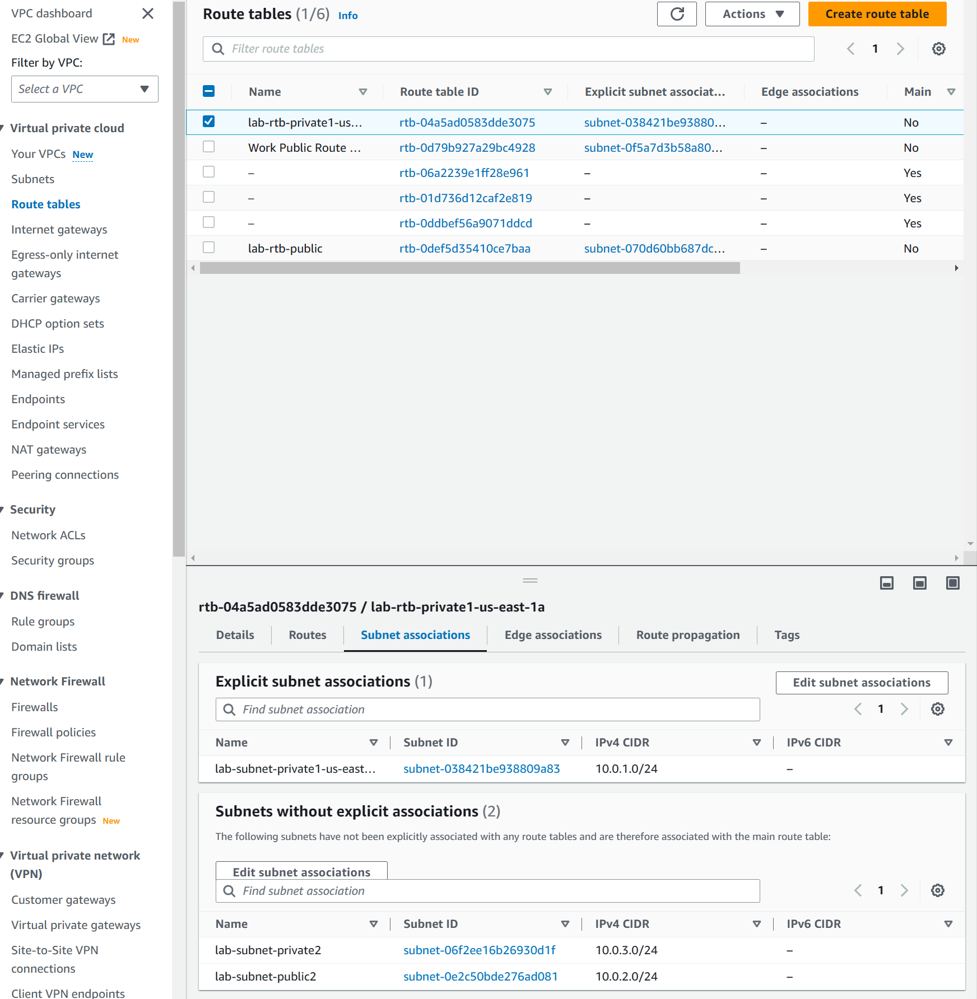 VPC dashboard
EC2 Global View New
Filter by VPC:
Select a VPC
Virtual private cloud
Your VPCs New
Subnets
Route tables
Internet gateways
Egress-only internet
gateways
Carrier gateways
DHCP option sets
Elastic IPs
Managed prefix lists
Endpoints
Endpoint services
NAT gateways
Peering connections
Security
Network ACLs
Security groups
DNS firewall
Rule groups
Domain lists
Network Firewall
Firewalls
Firewall policies
Network Firewall rule
groups
Network Firewall
resource groups New
Virtual private network
(VPN)
Customer gateways
Virtual private gateways
Site-to-Site VPN
connections
Client VPN endpoints
Route tables (1/6) Info
Actions
Create route table
Filter route tables
1
Name Route table ID Explicit subnet associat... Edge associations Main
lab-rtb-private1-us... rtb-04a5ad0583dde3075 subnet-038421be93880... – No
Work Public Route ... rtb-0d79b927a29bc4928 subnet-0f5a7d3b58a80... – No
– rtb-06a2239e1ff28e961 – – Yes
– rtb-01d736d12caf2e819 – – Yes
– rtb-0ddbef56a9071ddcd – – Yes
lab-rtb-public rtb-0def5d35410ce7baa subnet-070d60bb687dc... – No
rtb-04a5ad0583dde3075 / lab-rtb-private1-us-east-1a
Details Routes Subnet associations Edge associations Route propagation Tags
Explicit subnet associations (1)
Edit subnet associations
Find subnet association
1
Name Subnet ID IPv4 CIDR IPv6 CIDR
lab-subnet-private1-us-east... subnet-038421be938809a83 10.0.1.0/24 –
Subnets without explicit associations (2)
The following subnets have not been explicitly associated with any route tables and are therefore associated with the main route table:
Edit subnet associations
Find subnet association
1
Name Subnet ID IPv4 CIDR IPv6 CIDR
lab-subnet-private2 subnet-06f2ee16b26930d1f 10.0.3.0/24 –
lab-subnet-public2 subnet-0e2c50bde276ad081 10.0.2.0/24 –